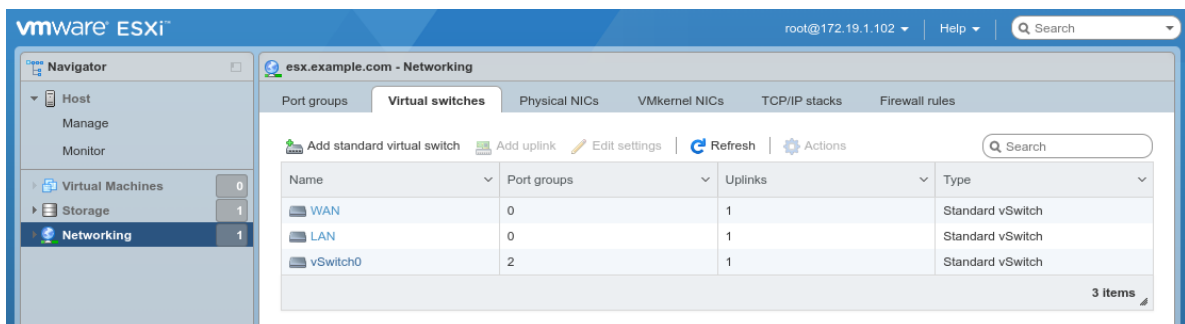 vmware ESXi™ root@172.19.1.102 Help Search
Navigator
Host
Manage
Monitor
Virtual Machines 0
Storage 1
Networking 1
esx.example.com - Networking
Port groups Virtual switches Physical NICs VMkernel NICs TCP/IP stacks Firewall rules
Add standard virtual switch Add uplink Edit settings Refresh Actions Search
Name Port groups Uplinks Type
WAN 0 1 Standard vSwitch
LAN 0 1 Standard vSwitch
vSwitch0 2 1 Standard vSwitch
3 items